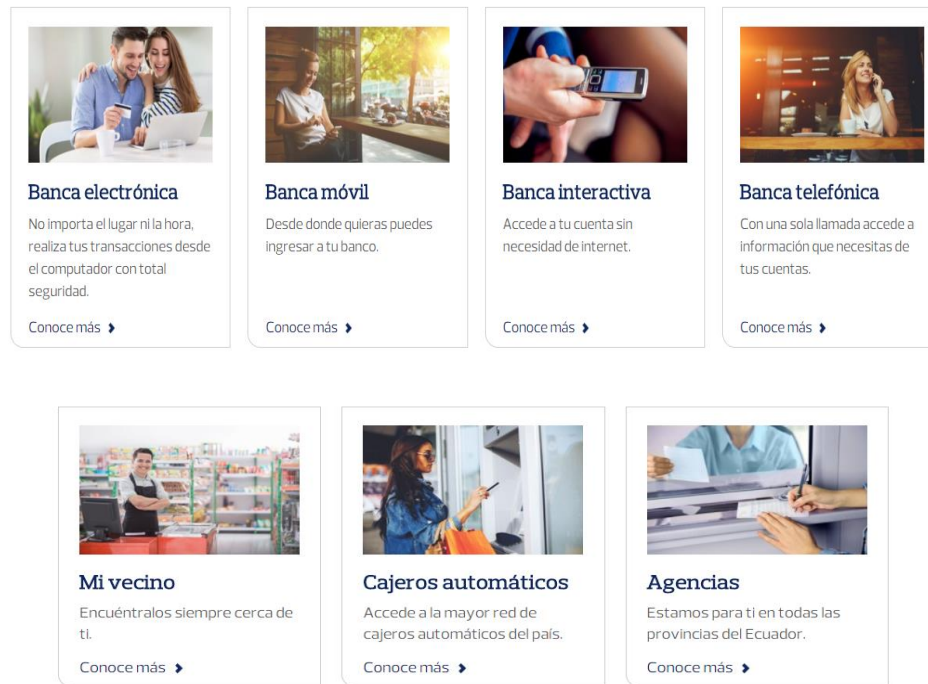 Banca electrónica
No importa el lugar ni la hora,
realiza tus transacciones desde
el computador con total
seguridad.
Conoce más
Banca móvil
Desde donde quieras puedes
ingresar a tu banco.
Conoce más
Banca interactiva
Accede a tu cuenta sin
necesidad de internet.
Conoce más
Banca telefónica
Con una sola llamada accede a
información que necesitas de
tus cuentas.
Conoce más
Mi vecino
Encuéntralos siempre cerca de
ti.
Conoce más
Cajeros automáticos
Accede a la mayor red de
cajeros automáticos del país.
Conoce más
Agencias
Estamos para ti en todas las
provincias del Ecuador.
Conoce más